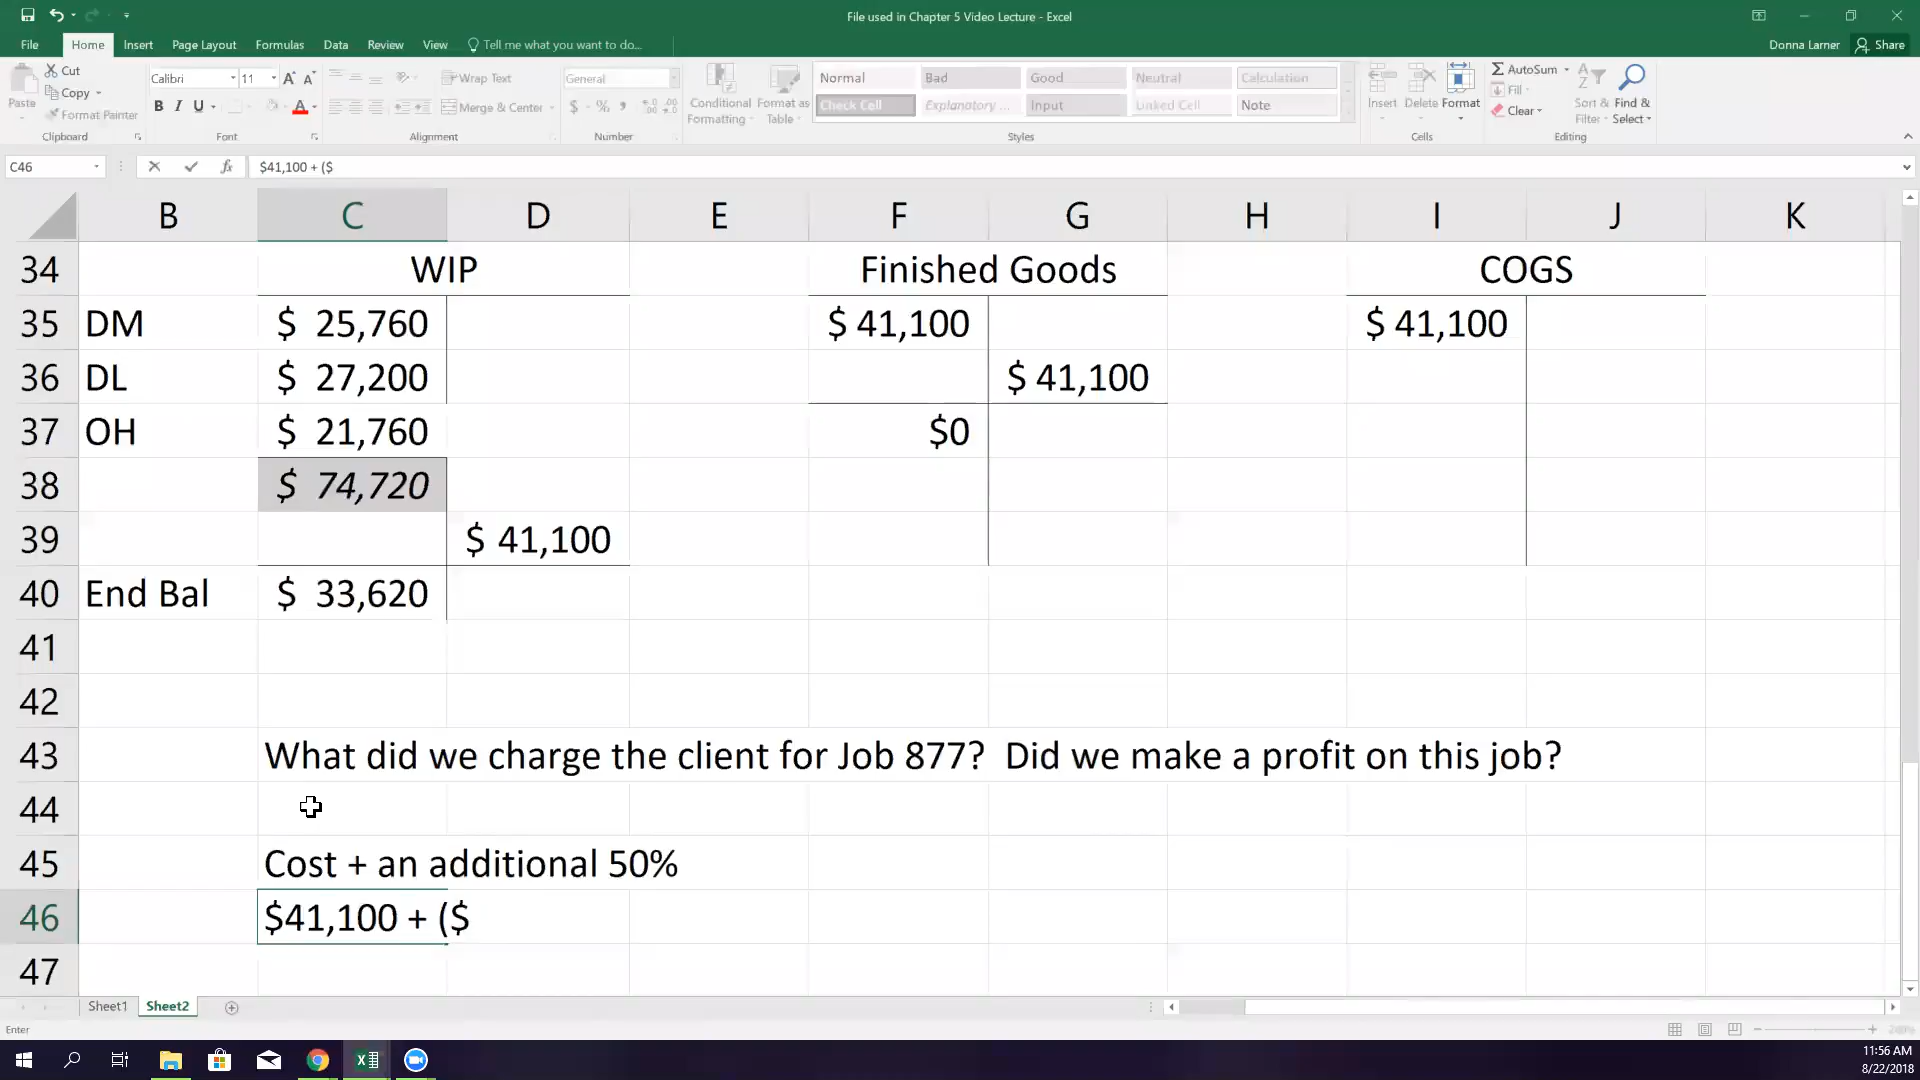 File used in Chapter 5 Video Lecture - Excel
File Home Insert Page Layout Formulas Data Review View Tell me what you want to do... Donna Larner Share
Paste Cut Copy Format Painter Clipboard
Calibri 11 A A B I U A Font
Wrap Text Merge & Center Alignment
General $ % , Number
Conditional Formatting Format as Table
Normal Bad Good Neutral Calculation
Check Cell Explanatory ... Input Linked Cell Note
Styles
Insert Delete Format Cells
AutoSum Fill Clear Sort & Filter Find & Select Editing
C46 fx $41,100 + ($
B C D E F G H I J K
34 WIP Finished Goods COGS
35 DM $ 25,760 $ 41,100 $ 41,100
36 DL $ 27,200 $ 41,100
37 OH $ 21,760 $0
38 $ 74,720
39 $ 41,100
40 End Bal $ 33,620
41
42
43 What did we charge the client for Job 877? Did we make a profit on this job?
44
45 Cost + an additional 50%
46 $41,100 + ($
47
Sheet1 Sheet2
Enter
11:56 AM
8/22/2018